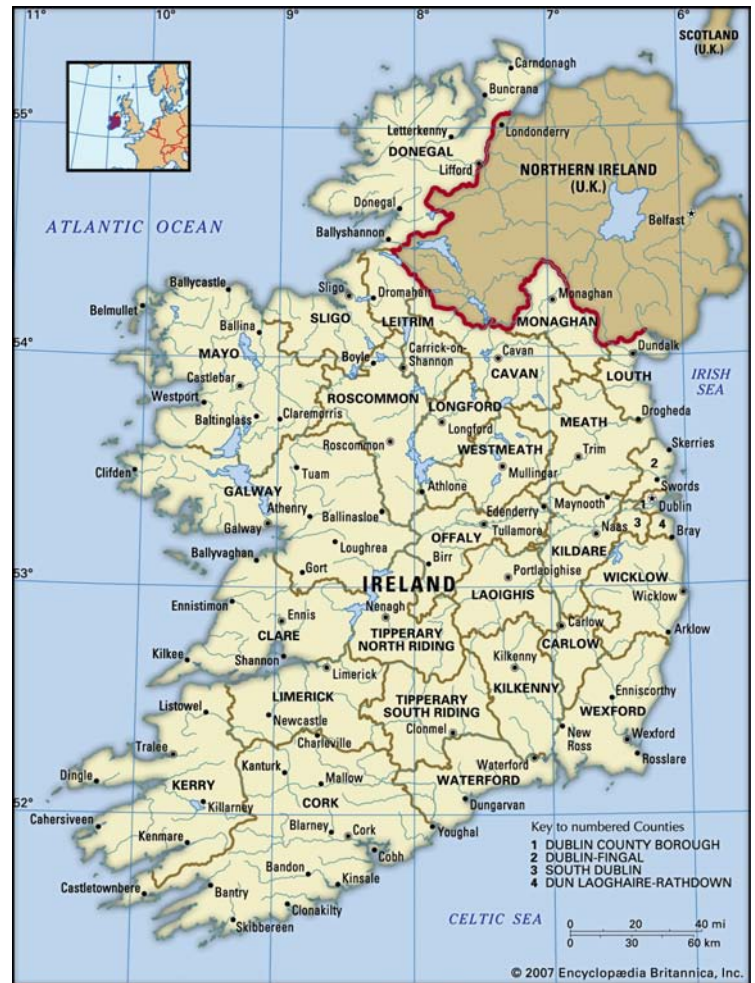 11°
10°
9°
8°
7°
6°
SCOTLAND
(U.K.)
Carndonagh
Buncrana
55°
Letterkenny
Londonderry
DONEGAL
Lifford
NORTHERN IRELAND
(U.K.)
Donegal
Belfast
ATLANTIC OCEAN
Ballyshannon
Ballycastle
Sligo
Dromahair
Monaghan
Belmullet
SLIGO
LEITRIM
MONAGHAN
Ballina
54°
Dundalk
MAYO
Boyle
Carrick-on-
Shannon
Cavan
CAVAN
LOUTH
IRISH
SEA
Castlebar
Westport
ROSCOMMON
LONGFORD
Drogheda
Baltinglass
Claremorris
Longford
MEATH
Roscommon
WESTMEATH
Trim
Skerries
2
Clifden
Tuam
Mullingar
Swords
GALWAY
Athlone
Athenry
Ballinasloe
Edenderry
Maynooth
1
Dublin
Galway
OFFALY
Tullamore
Naas
3
4
Bray
Ballyvaghan
Loughrea
Birr
KILDARE
Gort
Portlaoighise
53°
IRELAND
WICKLOW
Ennistimon
LAOIGHIS
Wicklow
Ennis
Nenagh
CLARE
TIPPERARY
NORTH RIDING
Carlow
Arklow
CARLOW
Kilkee
Shannon
Kilkenny
Limerick
LIMERICK
TIPPERARY
SOUTH RIDING
KILKENNY
Enniscorthy
Listowel
WEXFORD
Newcastle
Clonmel
New
Ross
Wexford
Charleville
Tralee
Rosslare
Kanturk
Waterford
Dingle
Mallow
WATERFORD
KERRY
CORK
Killarney
52°
Dungarvan
Cahersiveen
Blarney
Cork
Youghal
Kenmare
Cobh
Bandon
Castletownbere
Bantry
Kinsale
Clonakilty
Skibbereen
CELTIC SEA
Key to numbered Counties
1 DUBLIN COUNTY BOROUGH
2 DUBLIN-FINGAL
3 SOUTH DUBLIN
4 DUN LAOGHAIRE-RATHDOWN
0 20 40 mi
0 30 60 km
© 2007 Encyclopædia Britannica, Inc.